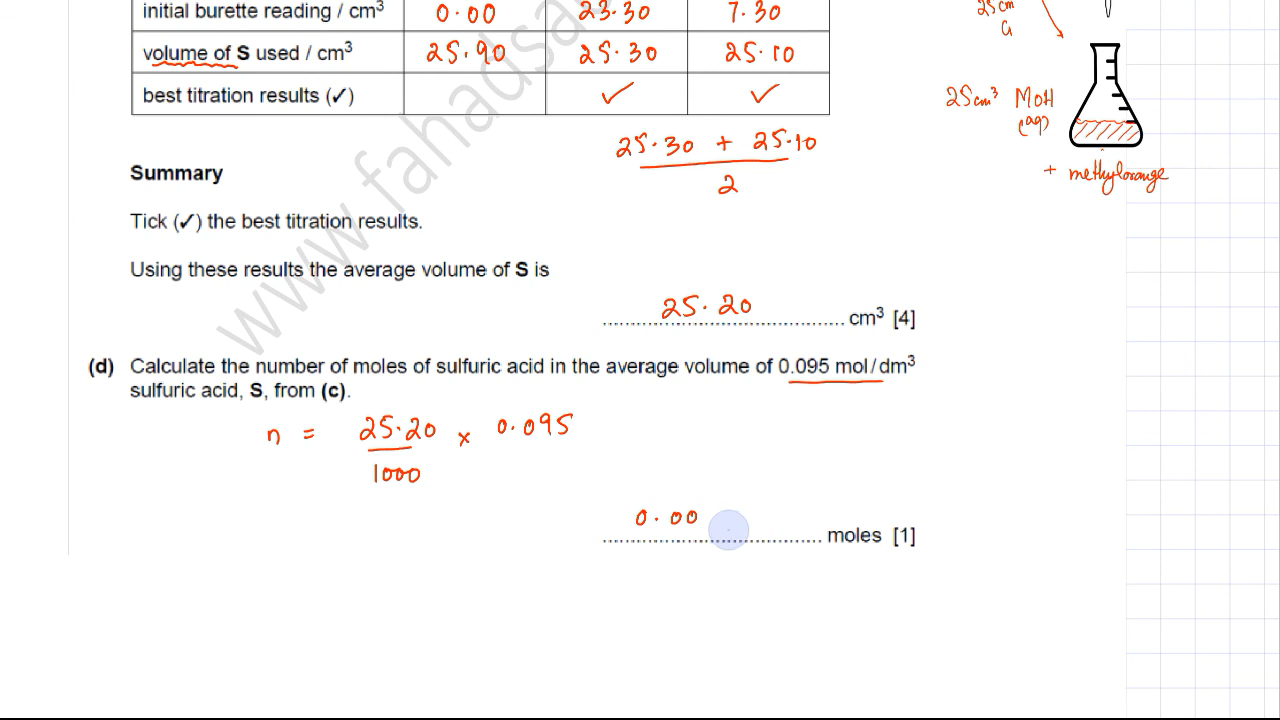 initial burette reading / cm³ 0.00 23.30 7.30
25cm
volume of S used / cm³ 25.90 25.30 25.10
best titration results (✓) ✓ ✓
25cm³ MOH
(aq)
25.30 + 25.10
2
+ methylorange
Summary
Tick (✓) the best titration results.
Using these results the average volume of S is
25.20
........................................ cm³ [4]
(d) Calculate the number of moles of sulfuric acid in the average volume of 0.095 mol/dm³
sulfuric acid, S, from (c).
n = 25.20 × 0.095
1000
0.00
........................................ moles [1]
www.fahadsa